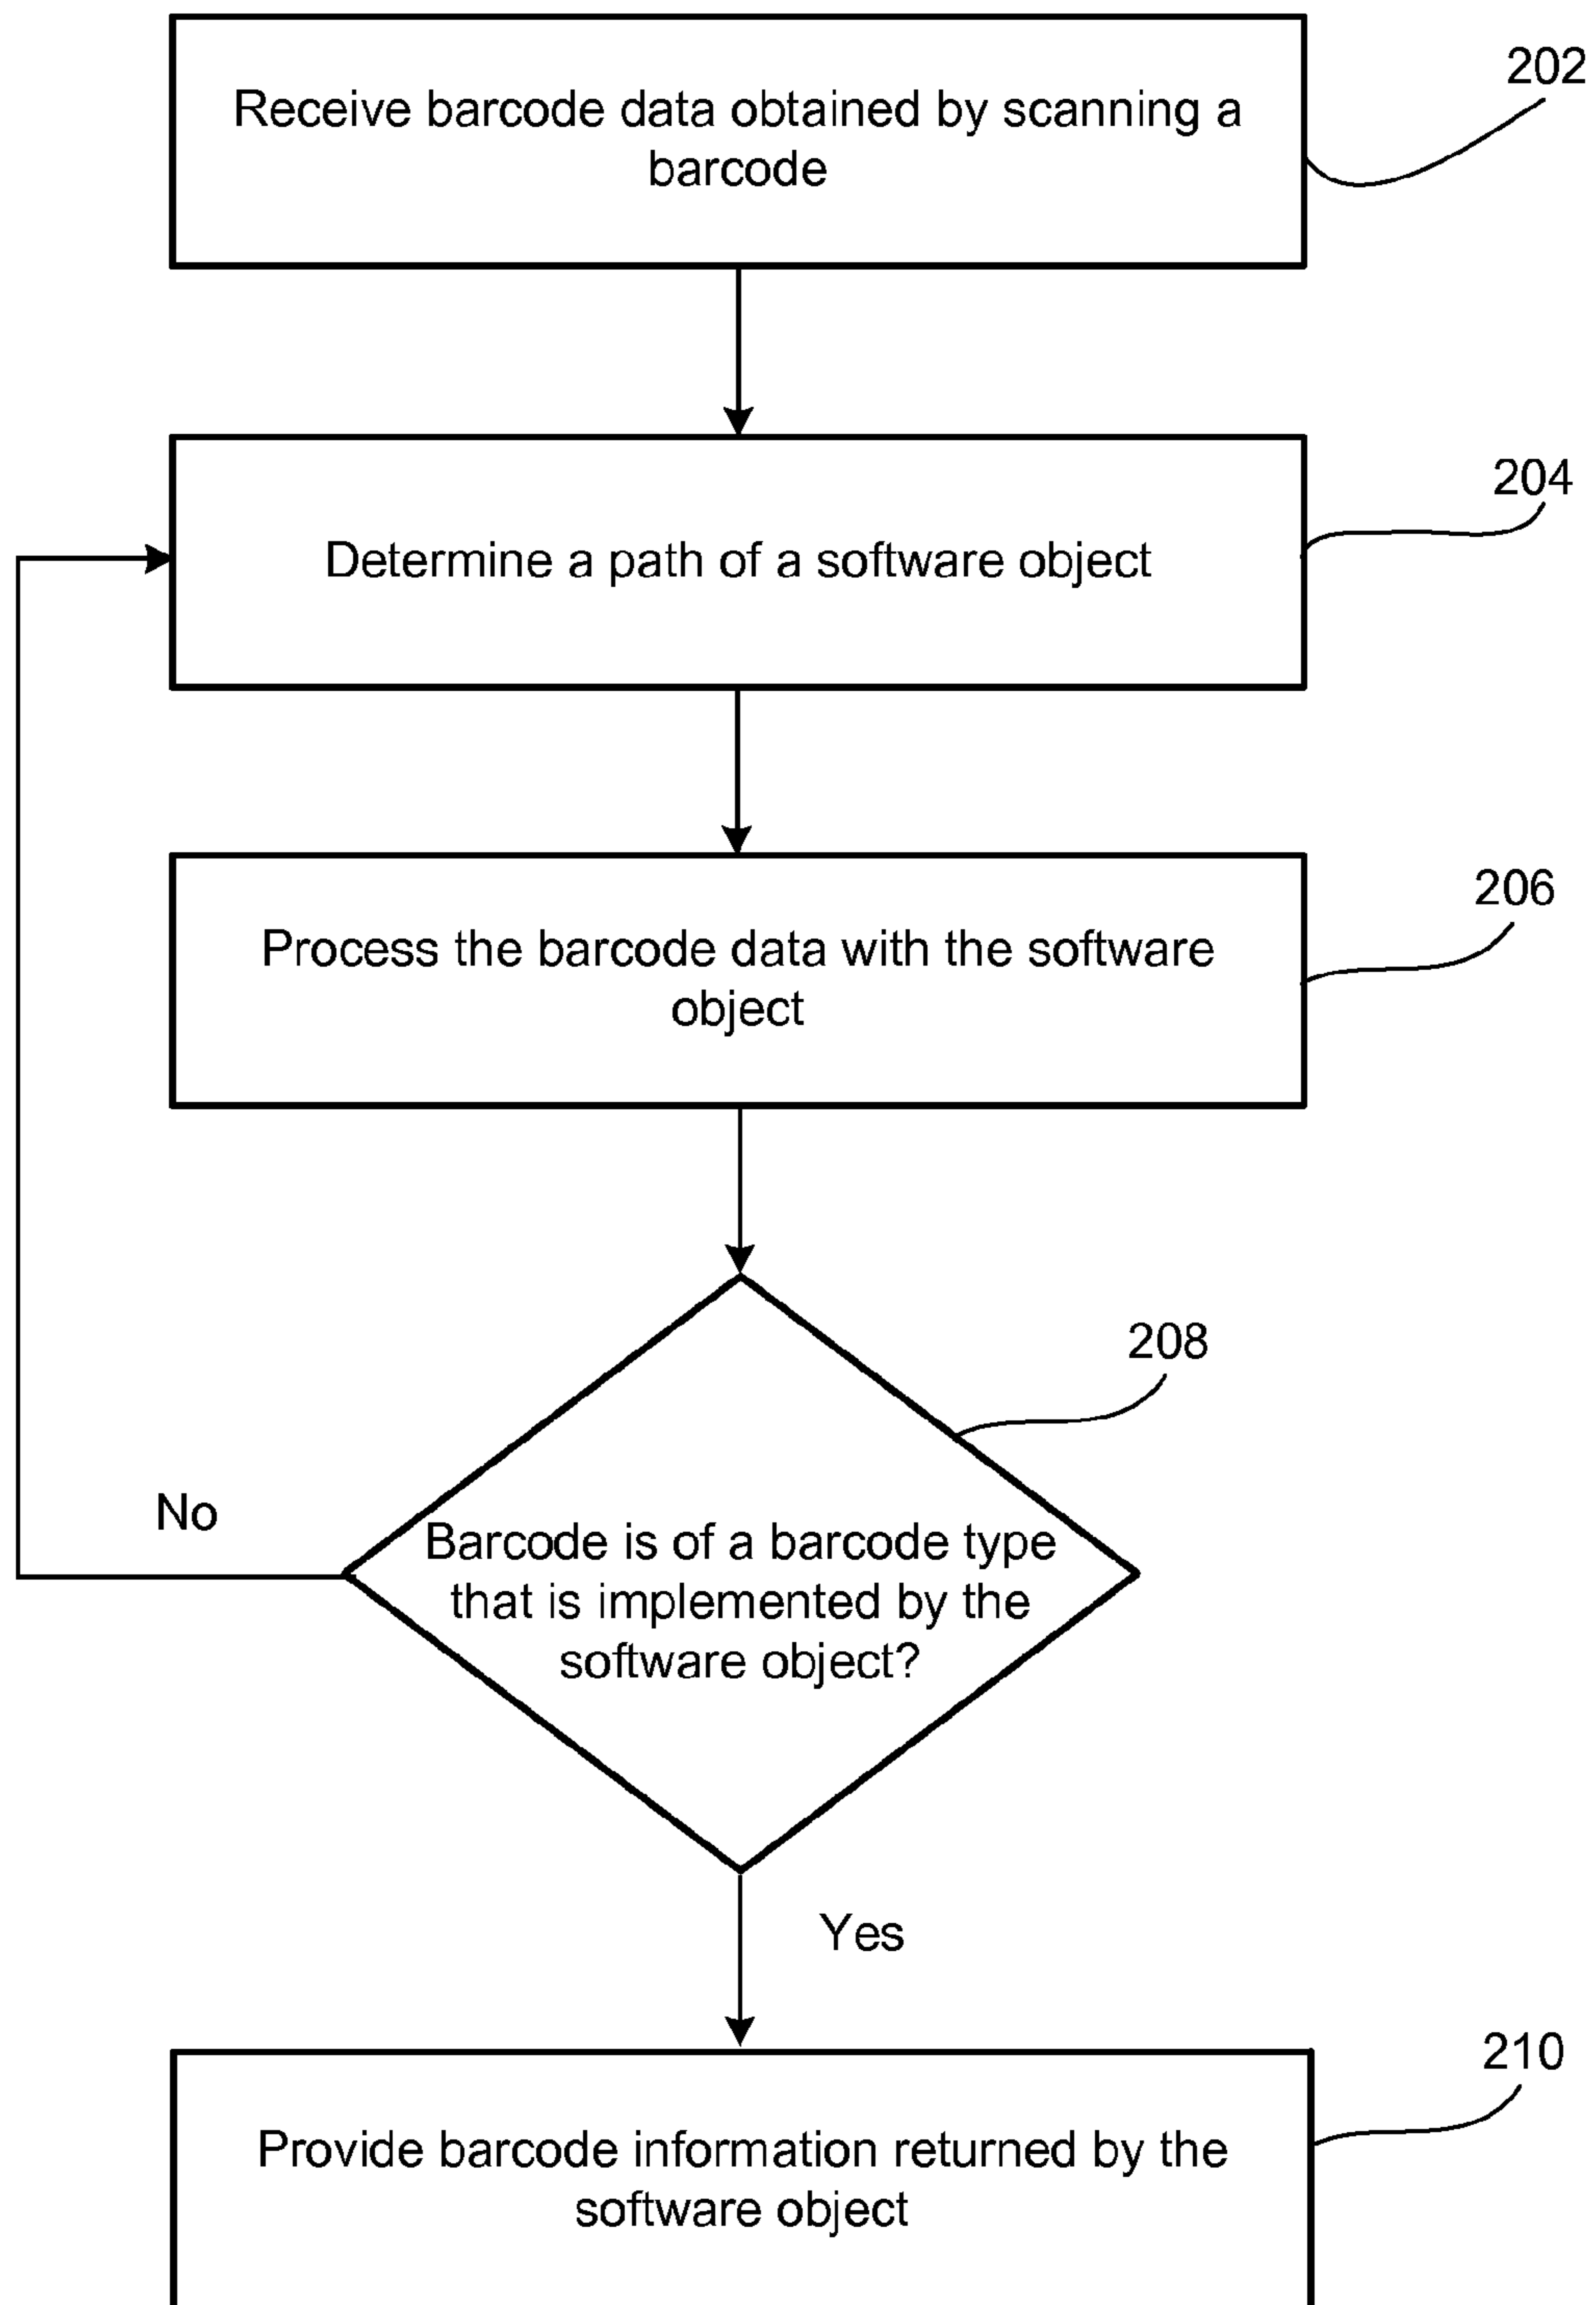 Receive barcode data obtained by scanning a
barcode
202
Determine a path of a software object
204
Process the barcode data with the software
object
206
Barcode is of a barcode type
that is implemented by the
software object?
208
No
Yes
Provide barcode information returned by the
software object
210